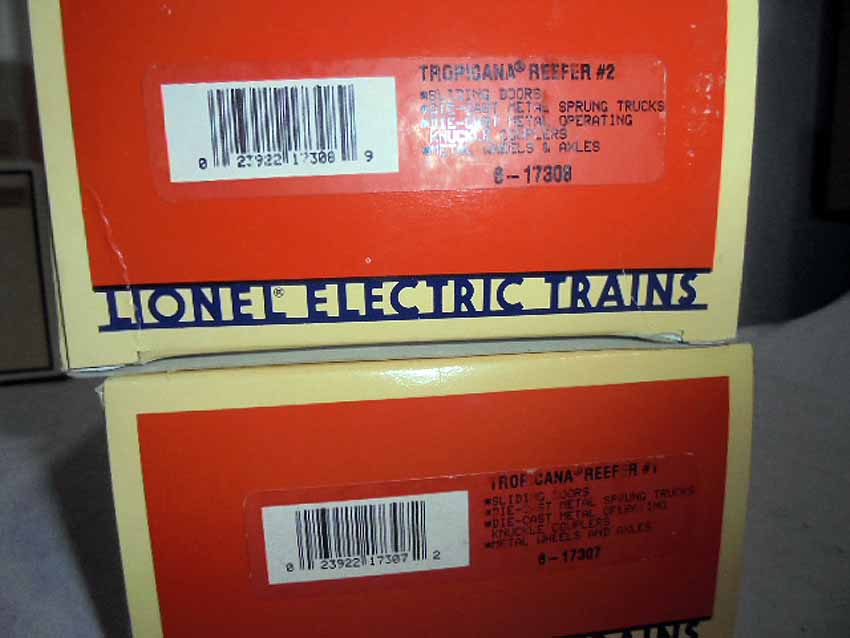 TROPICANA® REEFER #2
*SLIDING DOORS
*DIE-CAST METAL SPRUNG TRUCKS
*DIE-CAST METAL OPERATING
KNUCKLE COUPLERS
*METAL WHEELS & AXLES
6-17308
0 23922 17308 9
LIONEL® ELECTRIC TRAINS
TROPICANA® REEFER #1
*SLIDING DOORS
*DIE-CAST METAL SPRUNG TRUCKS
*DIE-CAST METAL OPERATING
KNUCKLE COUPLERS
*METAL WHEELS AND AXLES
6-17307
0 23922 17307 2
TRAINS